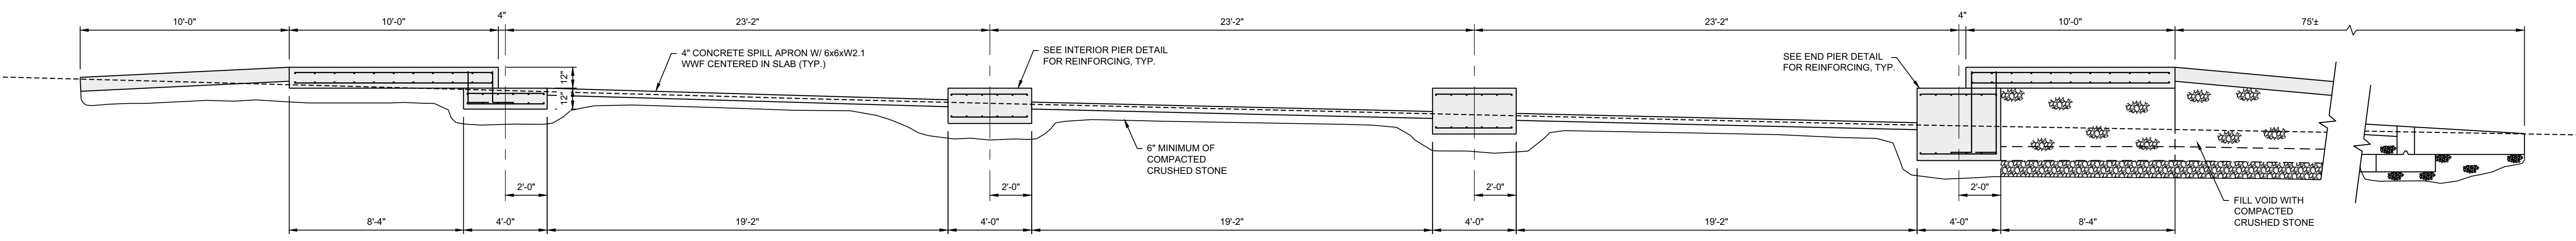 10'-0"
10'-0"
4"
23'-2"
23'-2"
23'-2"
4"
10'-0"
75'±
4" CONCRETE SPILL APRON W/ 6x6xW2.1
WWF CENTERED IN SLAB (TYP.)
SEE INTERIOR PIER DETAIL
FOR REINFORCING, TYP.
SEE END PIER DETAIL
FOR REINFORCING, TYP.
12"
12"
6" MINIMUM OF
COMPACTED
CRUSHED STONE
2'-0"
2'-0"
2'-0"
2'-0"
FILL VOID WITH
COMPACTED
CRUSHED STONE
8'-4"
4'-0"
19'-2"
4'-0"
19'-2"
4'-0"
19'-2"
4'-0"
8'-4"